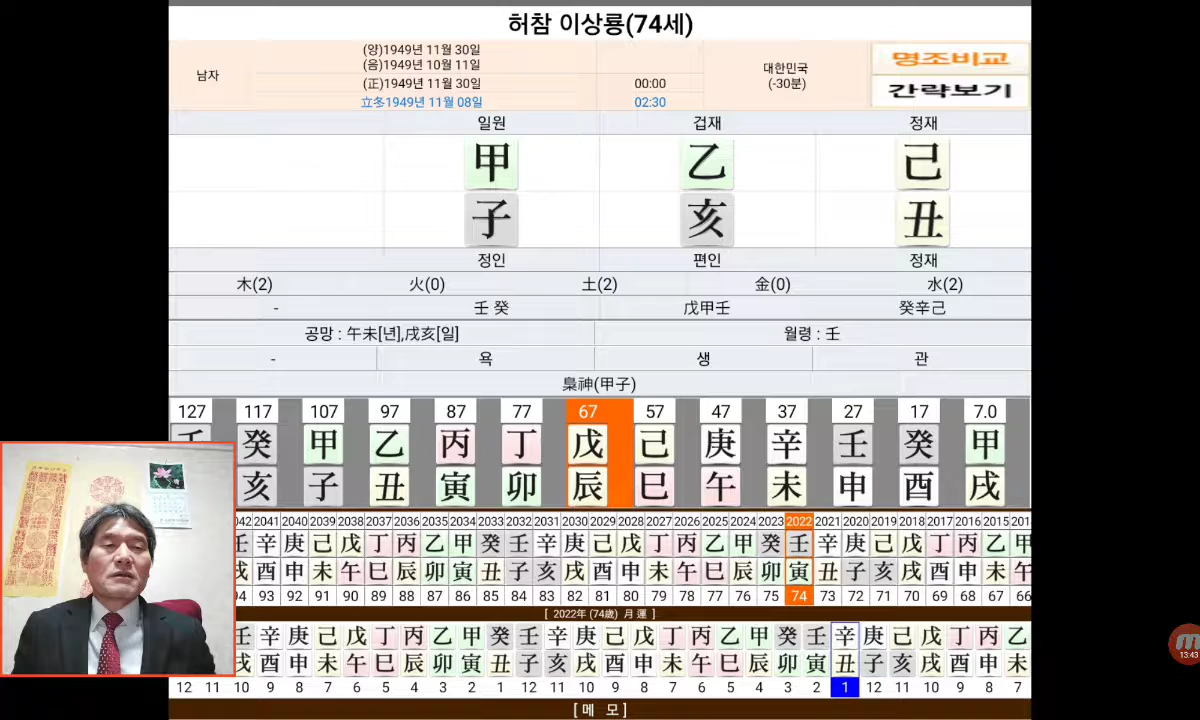 허참 이상룡(74세)
남자
(양)1949년 11월 30일
(음)1949년 10월 11일
(正)1949년 11월 30일 00:00
立冬1949년 11월 08일 02:30
대한민국
(-30분)
명조비교
간략보기
일원 겁재 정재
甲 乙 己
子 亥 丑
정인 편인 정재
木(2) 火(0) 土(2) 金(0) 水(2)
- 壬 癸 戊甲壬 癸辛己
공망 : 午未[년],戌亥[일] 월령 : 壬
- 욕 생 관
梟神(甲子)
127 117 107 97 87 77 67 57 47 37 27 17 7.0
壬 癸 甲 乙 丙 丁 戊 己 庚 辛 壬 癸 甲
亥 子 丑 寅 卯 辰 巳 午 未 申 酉 戌
2041 2040 2039 2038 2037 2036 2035 2034 2033 2032 2031 2030 2029 2028 2027 2026 2025 2024 2023 2022 2021 2020 2019 2018 2017 2016 2015
壬 辛 庚 己 戊 丁 丙 乙 甲 癸 壬 辛 庚 己 戊 丁 丙 乙 甲 癸 壬 辛 庚 己 戊 丁 丙 乙 甲
戌 酉 申 未 午 巳 辰 卯 寅 丑 子 亥 戌 酉 申 未 午 巳 辰 卯 寅 丑 子 亥 戌 酉 申 未 午
93 92 91 90 89 88 87 86 85 84 83 82 81 80 79 78 77 76 75 74 73 72 71 70 69 68 67 66
[ 2022年 (74歲) 月 運 ]
壬 辛 庚 己 戊 丁 丙 乙 甲 癸 壬 辛 庚 己 戊 丁 丙 乙 甲 癸 壬 辛 庚 己 戊 丁 丙 乙
戌 酉 申 未 午 巳 辰 卯 寅 丑 子 亥 戌 酉 申 未 午 巳 辰 卯 寅 丑 子 亥 戌 酉 申 未
12 11 10 9 8 7 6 5 4 3 2 1 12 11 10 9 8 7 6 5 4 3 2 1 12 11 10 9 8 7
[ 메 모 ]
13:43